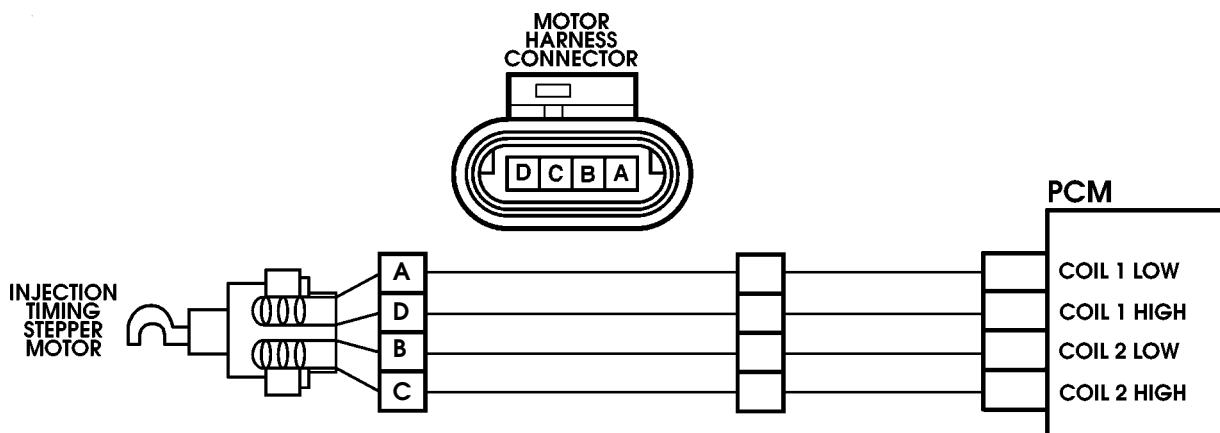 MOTOR
HARNESS
CONNECTOR
D C B A
PCM
INJECTION
TIMING
STEPPER
MOTOR
A
D
B
C
COIL 1 LOW
COIL 1 HIGH
COIL 2 LOW
COIL 2 HIGH